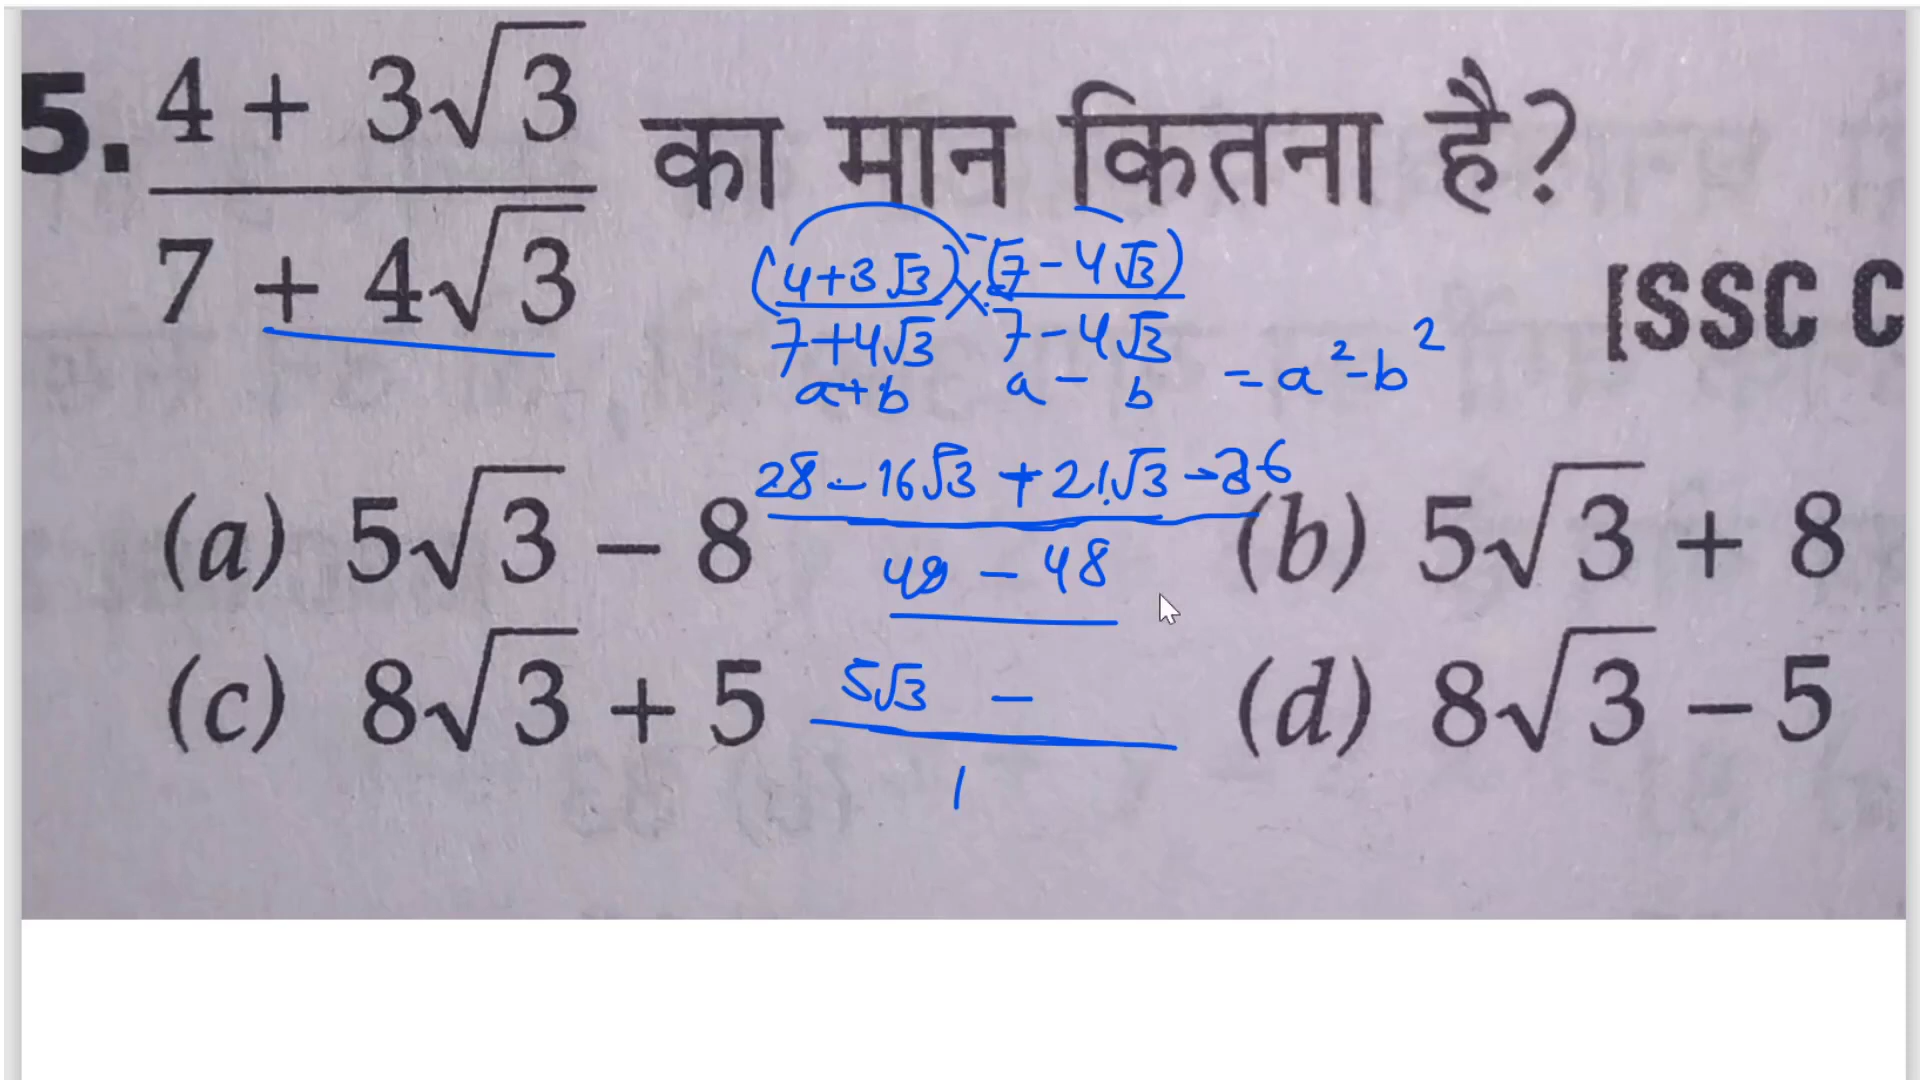 5. (4 + 3√3)/(7 + 4√3) का मान कितना है?
(4+3√3) × (7-4√3)
7+4√3 7-4√3
a+b a - b = a²-b²
[SSC C
28 - 16√3 + 21√3 - 36
49 - 48
(a) 5√3 - 8 (b) 5√3 + 8
5√3 -
1
(c) 8√3 + 5 (d) 8√3 - 5